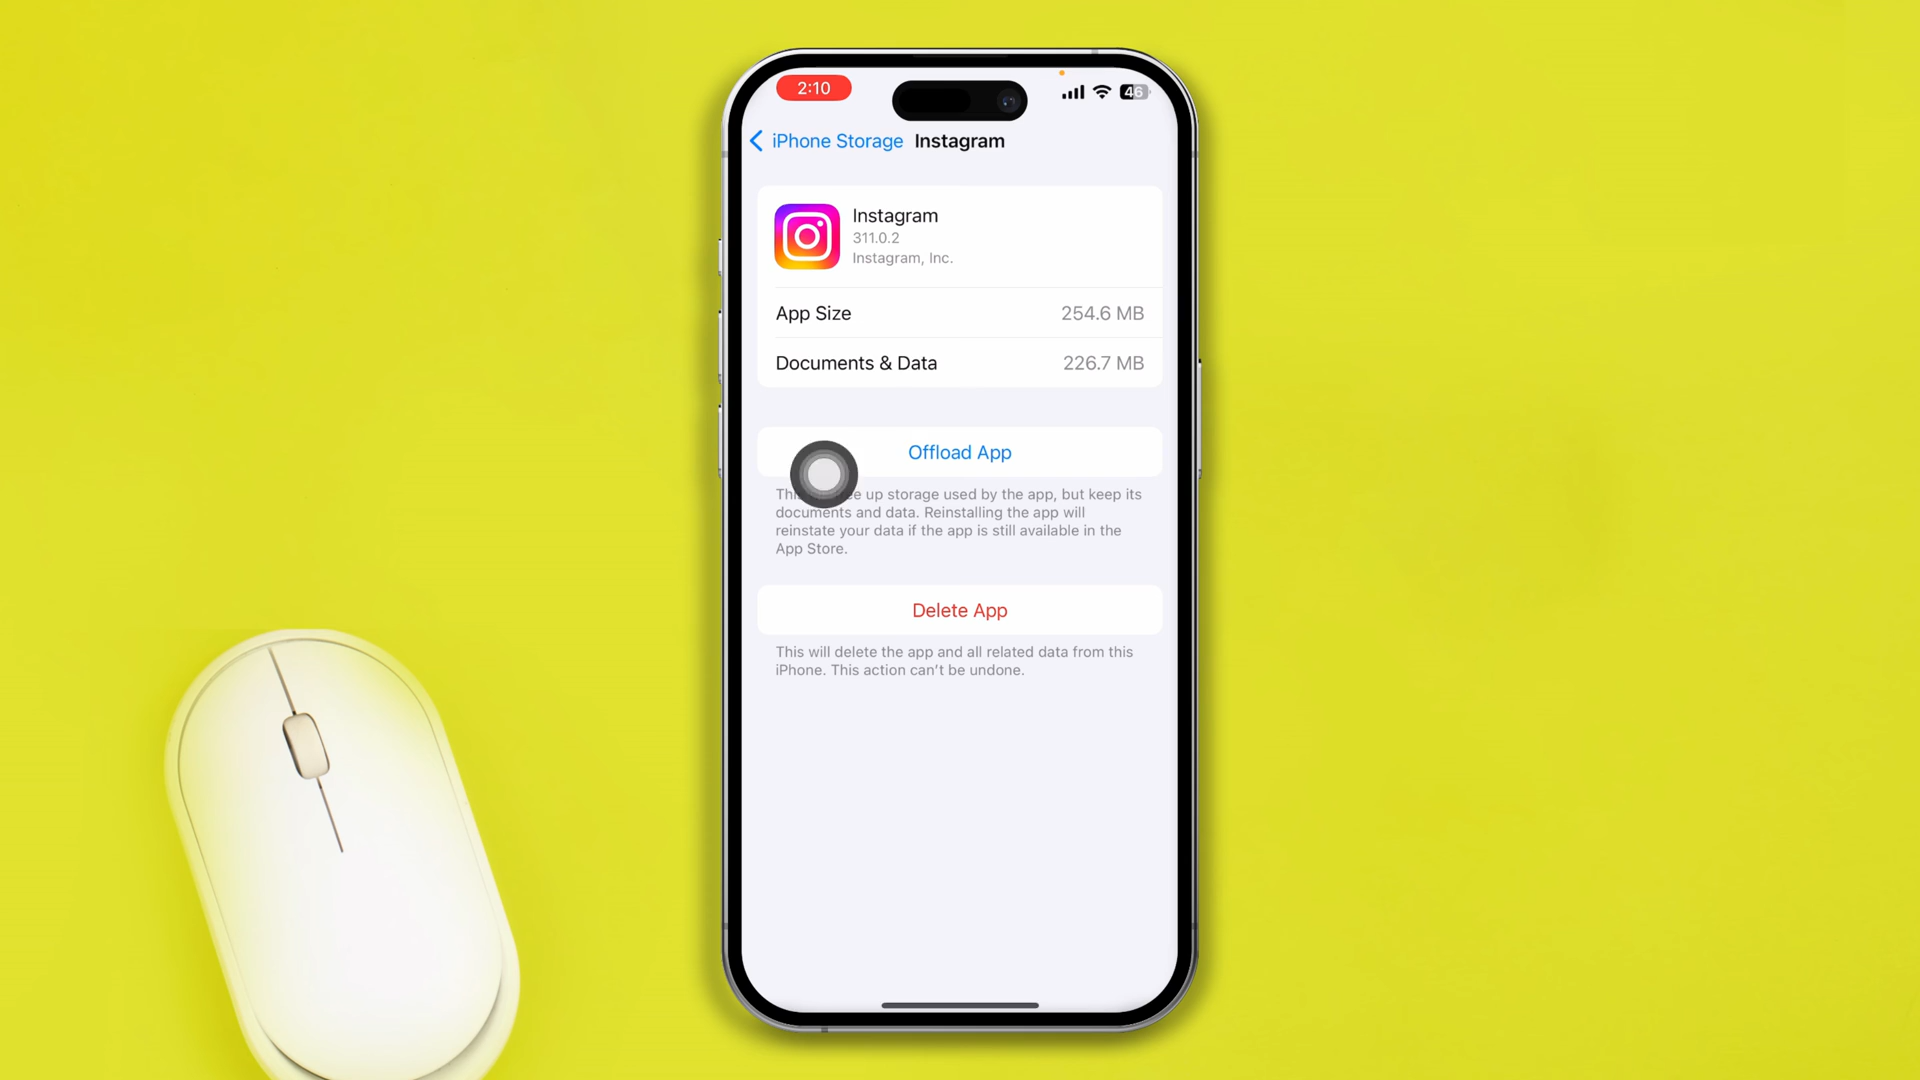 2:10
46
iPhone Storage Instagram
Instagram
311.0.2
Instagram, Inc.
App Size 254.6 MB
Documents & Data 226.7 MB
Offload App
up storage used by the app, but keep its
documents and data. Reinstalling the app will
reinstate your data if the app is still available in the
App Store.
Delete App
This will delete the app and all related data from this
iPhone. This action can't be undone.